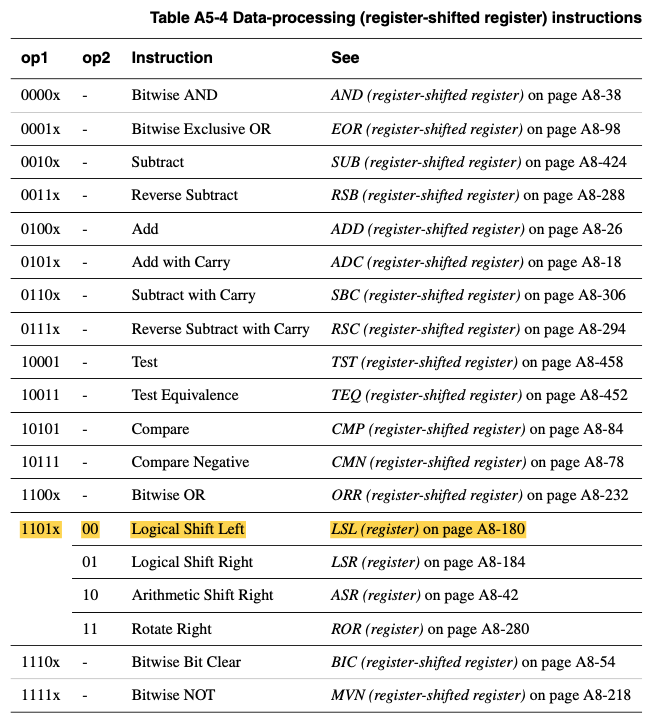 Table A5-4 Data-processing (register-shifted register) instructions
op1 op2 Instruction See
0000x - Bitwise AND AND (register-shifted register) on page A8-38
0001x - Bitwise Exclusive OR EOR (register-shifted register) on page A8-98
0010x - Subtract SUB (register-shifted register) on page A8-424
0011x - Reverse Subtract RSB (register-shifted register) on page A8-288
0100x - Add ADD (register-shifted register) on page A8-26
0101x - Add with Carry ADC (register-shifted register) on page A8-18
0110x - Subtract with Carry SBC (register-shifted register) on page A8-306
0111x - Reverse Subtract with Carry RSC (register-shifted register) on page A8-294
10001 - Test TST (register-shifted register) on page A8-458
10011 - Test Equivalence TEQ (register-shifted register) on page A8-452
10101 - Compare CMP (register-shifted register) on page A8-84
10111 - Compare Negative CMN (register-shifted register) on page A8-78
1100x - Bitwise OR ORR (register-shifted register) on page A8-232
1101x 00 Logical Shift Left LSL (register) on page A8-180
01 Logical Shift Right LSR (register) on page A8-184
10 Arithmetic Shift Right ASR (register) on page A8-42
11 Rotate Right ROR (register) on page A8-280
1110x - Bitwise Bit Clear BIC (register-shifted register) on page A8-54
1111x - Bitwise NOT MVN (register-shifted register) on page A8-218